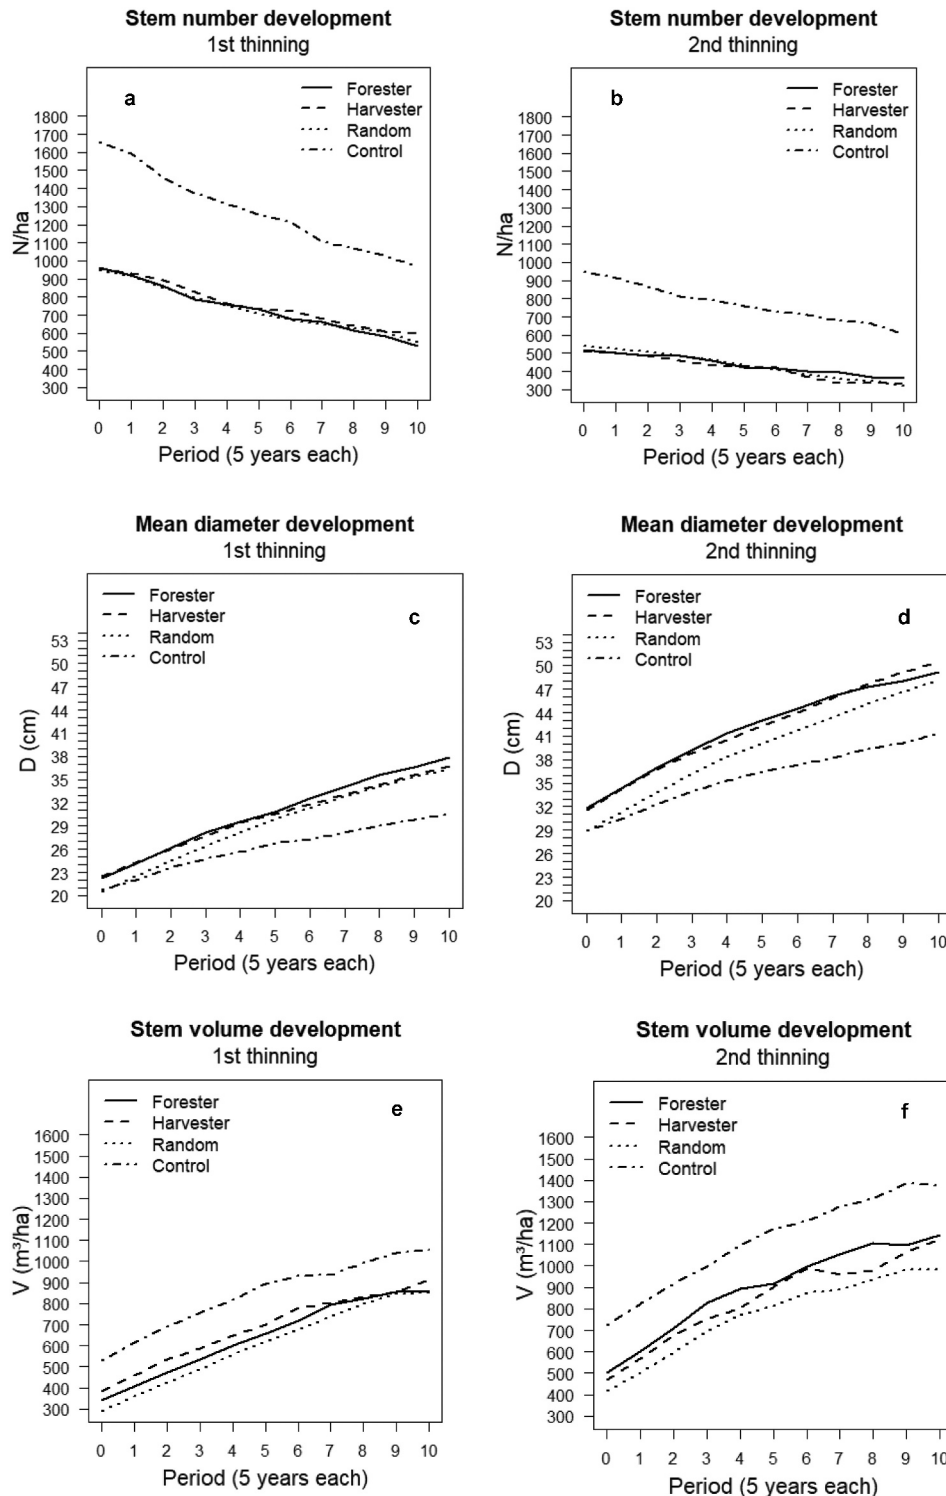 Stem number development
1st thinning
a
Forester
Harvester
Random
Control
1800
1700
1600
1500
1400
1300
1200
1100
1000
900
800
700
600
500
400
300
N/ha
0 1 2 3 4 5 6 7 8 9 10
Period (5 years each)
Stem number development
2nd thinning
b
Forester
Harvester
Random
Control
1800
1700
1600
1500
1400
1300
1200
1100
1000
900
800
700
600
500
400
300
N/ha
0 1 2 3 4 5 6 7 8 9 10
Period (5 years each)
Mean diameter development
1st thinning
Forester
Harvester
Random
Control
c
53
50
47
44
41
38
35
32
29
26
23
20
D (cm)
0 1 2 3 4 5 6 7 8 9 10
Period (5 years each)
Mean diameter development
2nd thinning
Forester
Harvester
Random
Control
d
53
50
47
44
41
38
35
32
29
26
23
20
D (cm)
0 1 2 3 4 5 6 7 8 9 10
Period (5 years each)
Stem volume development
1st thinning
Forester
Harvester
Random
Control
e
1600
1500
1400
1300
1200
1100
1000
900
800
700
600
500
400
300
V (m³/ha)
0 1 2 3 4 5 6 7 8 9 10
Period (5 years each)
Stem volume development
2nd thinning
Forester
Harvester
Random
Control
f
1600
1500
1400
1300
1200
1100
1000
900
800
700
600
500
400
300
V (m³/ha)
0 1 2 3 4 5 6 7 8 9 10
Period (5 years each)